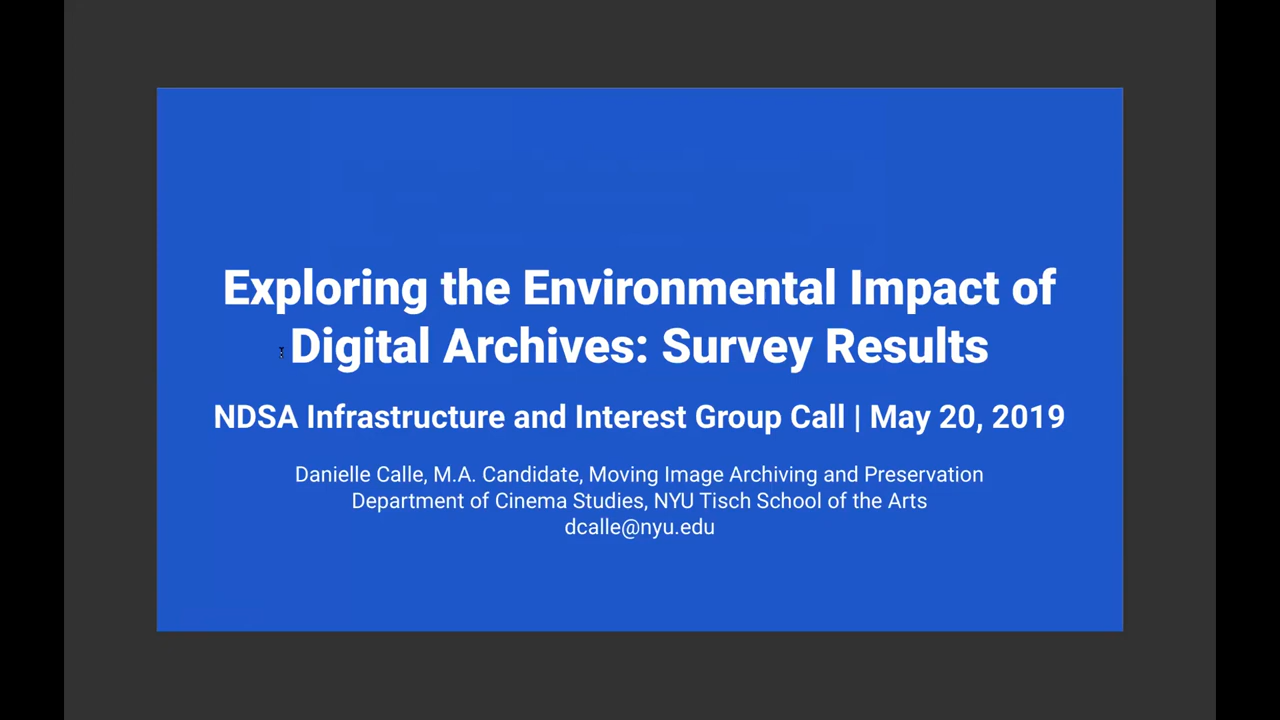 Exploring the Environmental Impact of
Digital Archives: Survey Results
NDSA Infrastructure and Interest Group Call | May 20, 2019
Danielle Calle, M.A. Candidate, Moving Image Archiving and Preservation
Department of Cinema Studies, NYU Tisch School of the Arts
dcalle@nyu.edu